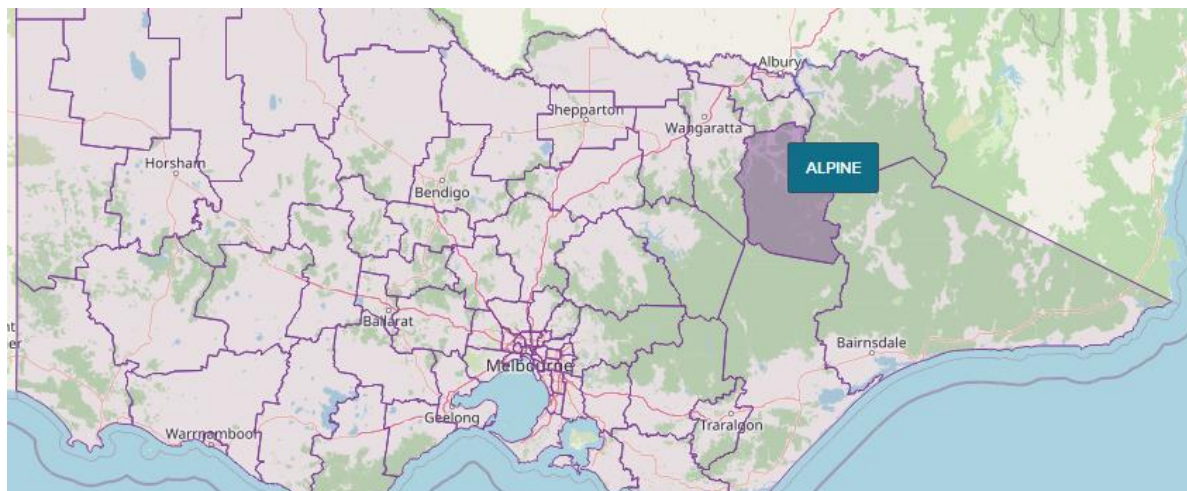 Albury
Shepparton
Wangaratta
Horsham
ALPINE
Bendigo
Ballarat
Bairnsdale
Melbourne
Geelong
Traralgon
Warrnambool